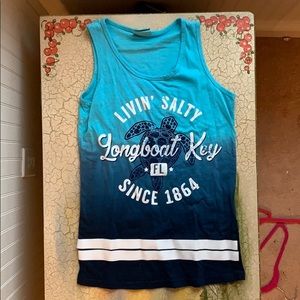 LIVIN' SALTY
Longboat Key
FL
SINCE 1864